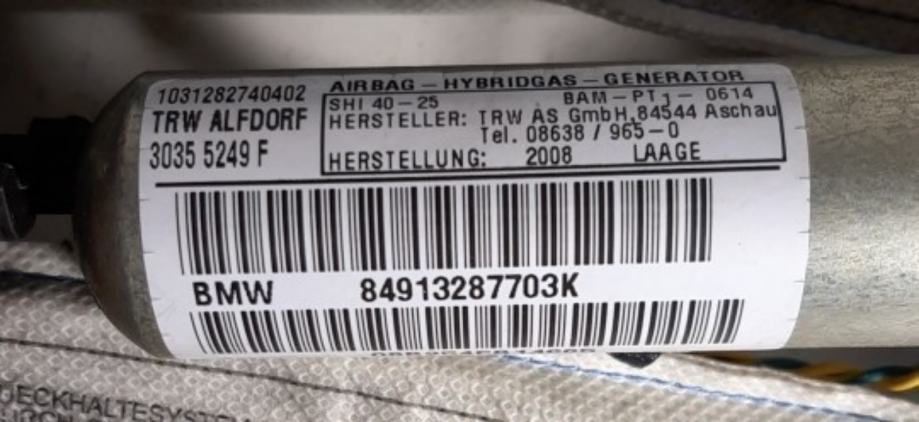 1031282740402
TRW ALFDORF
3035 5249 F
AIRBAG – HYBRIDGAS – GENERATOR
SHI 40 – 25 BAM – PT1 – 0614
HERSTELLER: TRW AS GmbH, 84544 Aschau
Tel. 08638 / 965 – 0
HERSTELLUNG: 2008 LAAGE
BMW 84913287703K